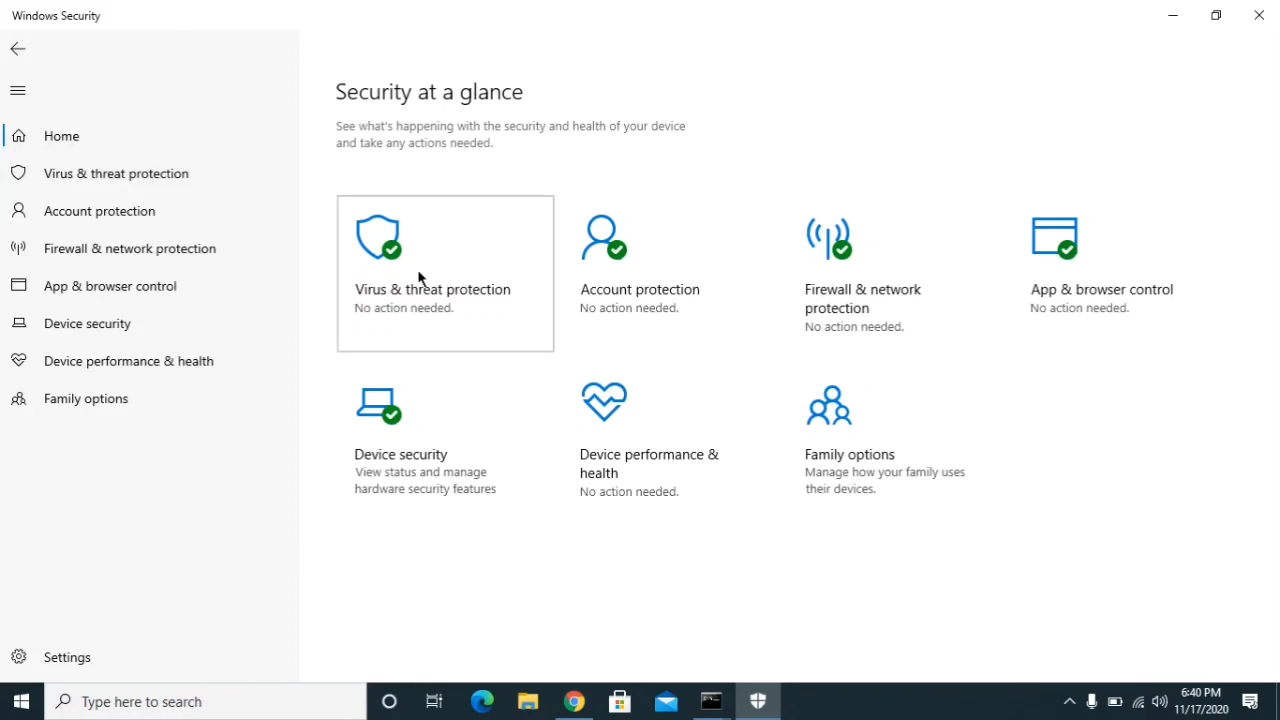 Windows Security
Home
Virus & threat protection
Account protection
Firewall & network protection
App & browser control
Device security
Device performance & health
Family options
Settings
Security at a glance
See what's happening with the security and health of your device
and take any actions needed.
Virus & threat protection
No action needed.
Account protection
No action needed.
Firewall & network
protection
No action needed.
App & browser control
No action needed.
Device security
View status and manage
hardware security features
Device performance &
health
No action needed.
Family options
Manage how your family uses
their devices.
Type here to search
6:40 PM
11/17/2020